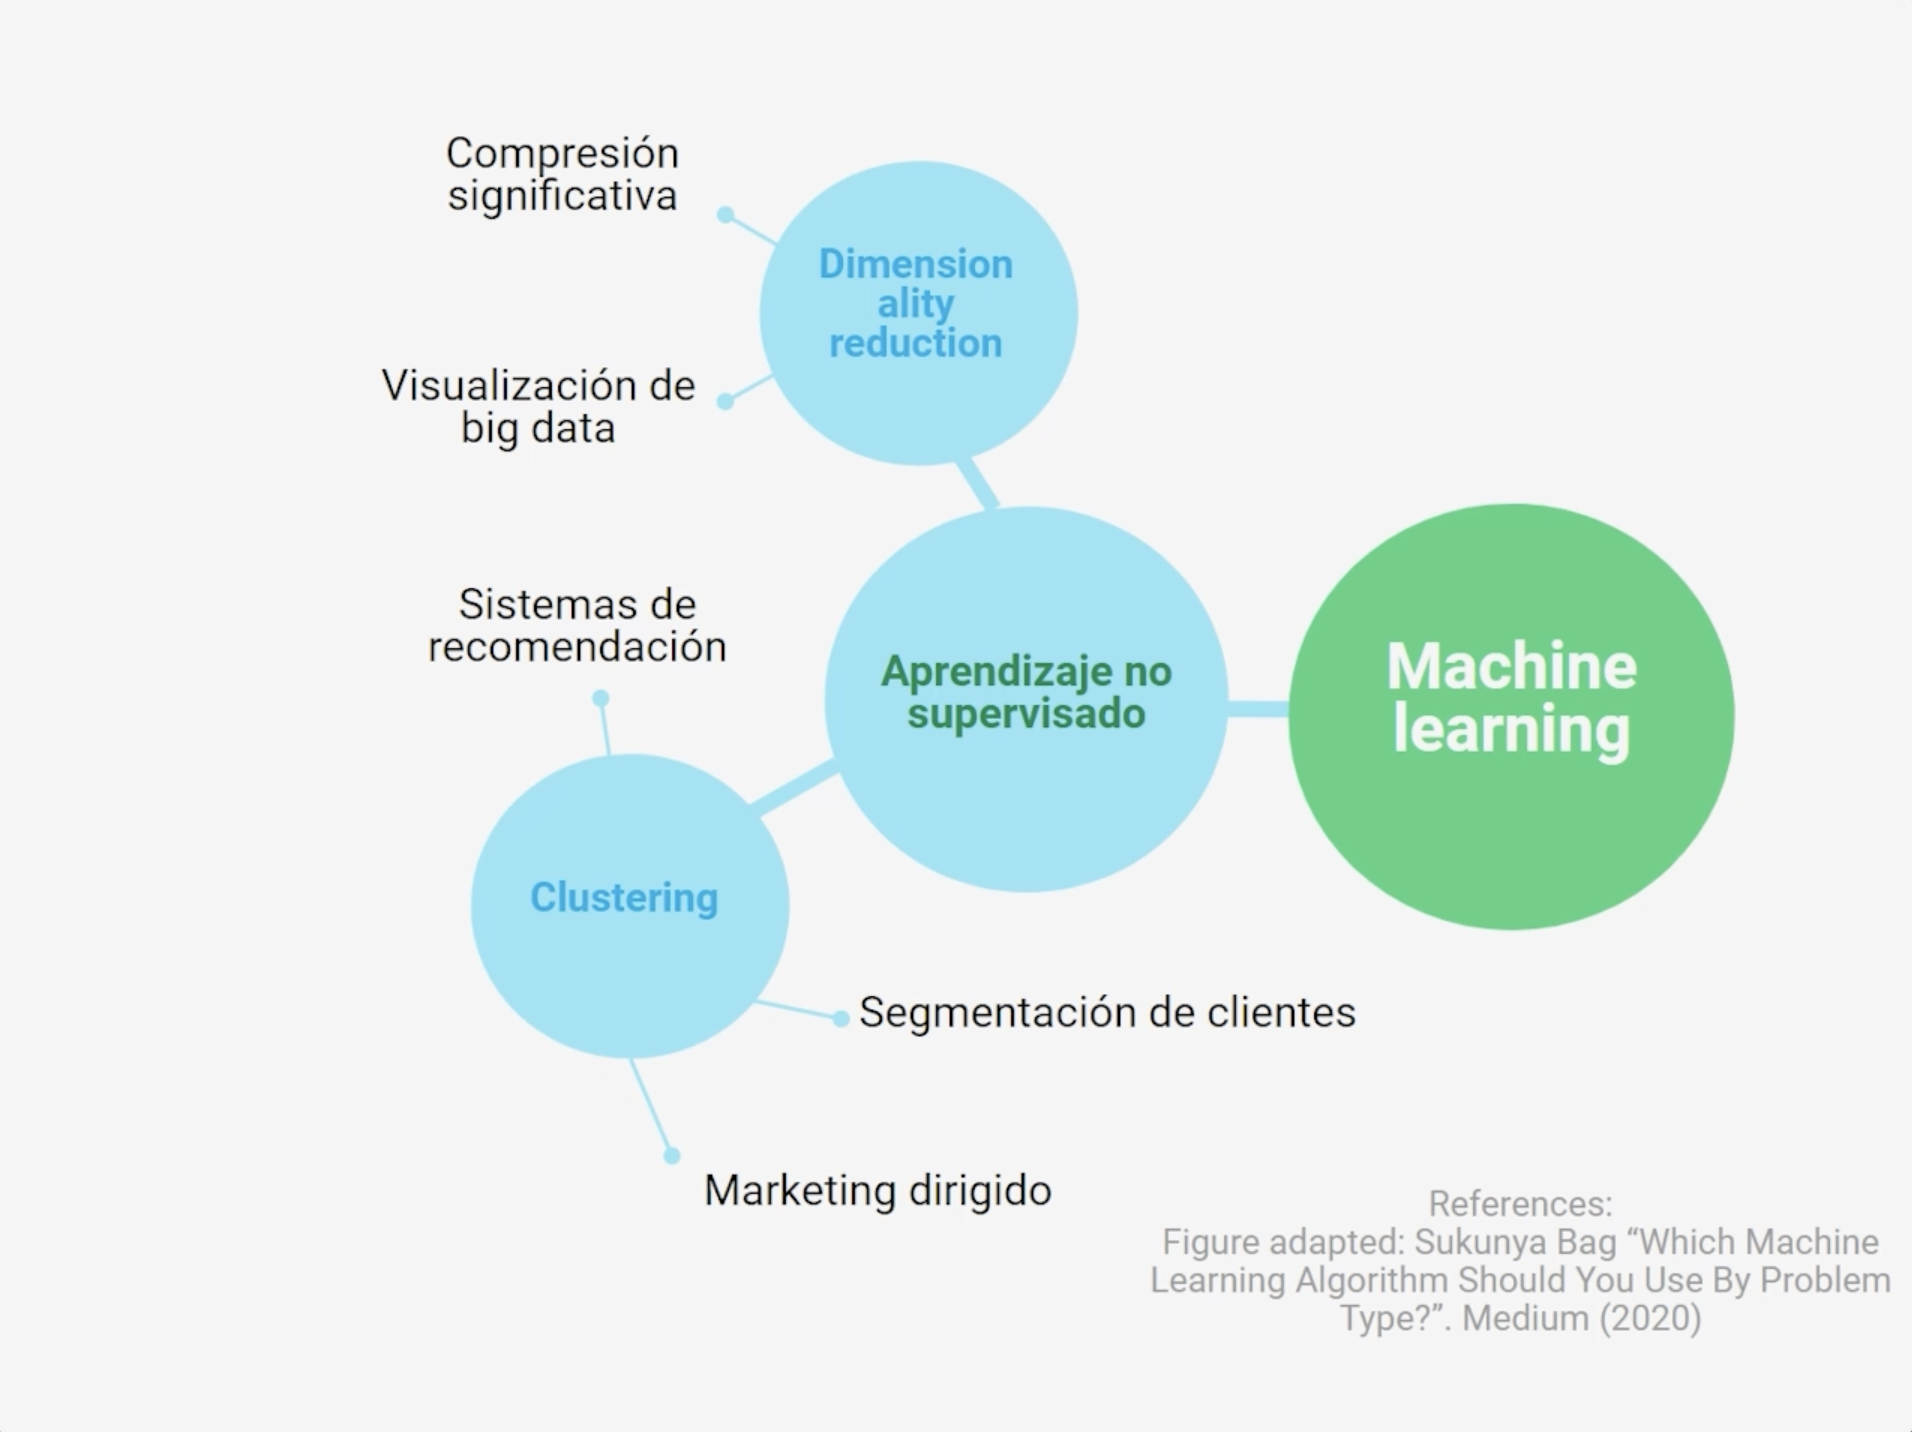 Compresión
significativa
Dimension
ality
reduction
Visualización de
big data
Sistemas de
recomendación
Aprendizaje no
supervisado
Machine
learning
Clustering
Segmentación de clientes
Marketing dirigido
References:
Figure adapted: Sukunya Bag “Which Machine
Learning Algorithm Should You Use By Problem
Type?”. Medium (2020)